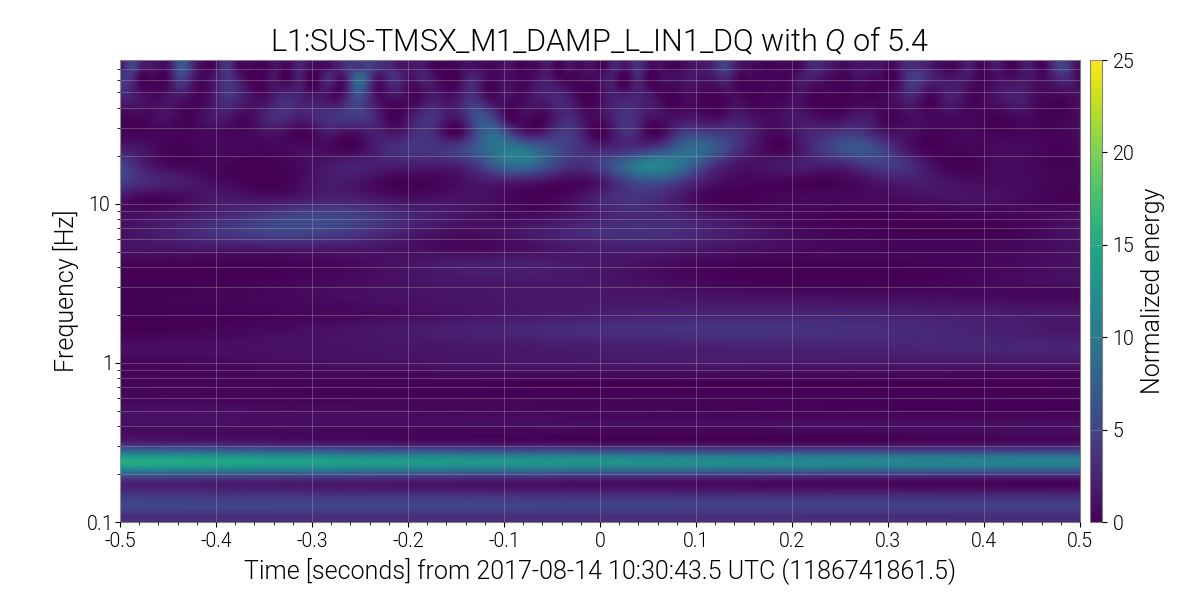 L1:SUS-TMSX_M1_DAMP_L_IN1_DQ with Q of 5.4
Frequency [Hz]
10
1
0.1
-0.5 -0.4 -0.3 -0.2 -0.1 0 0.1 0.2 0.3 0.4 0.5
Time [seconds] from 2017-08-14 10:30:43.5 UTC (1186741861.5)
25
20
15
10
5
0
Normalized energy